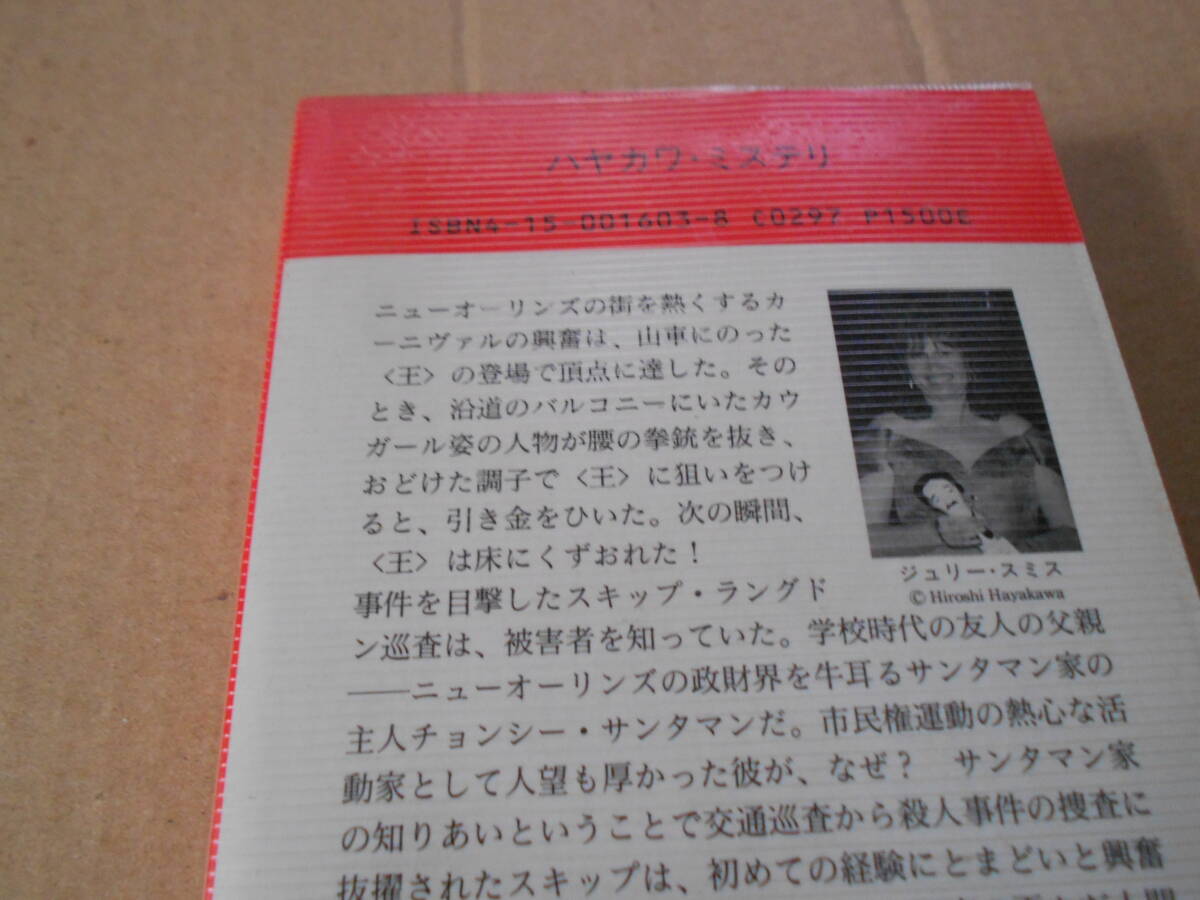 ハヤカワ・ミステリ
ISBN4-15-001603-8 C0297 P1500E
ニューオーリンズの街を熱くするカ
ーニヴァルの興奮は、山車にのった
〈王〉の登場で頂点に達した。その
とき、沿道のバルコニーにいたカウ
ガール姿の人物が腰の拳銃を抜き、
おどけた調子で〈王〉に狙いをつけ
ると、引き金をひいた。次の瞬間、
〈王〉は床にくずおれた！
ジュリー・スミス
© Hiroshi Hayakawa
事件を目撃したスキップ・ラングド
ン巡査は、被害者を知っていた。学校時代の友人の父親
――ニューオーリンズの政財界を牛耳るサンタマン家の
主人チョンシー・サンタマンだ。市民権運動の熱心な活
動家として人望も厚かった彼が、なぜ？　サンタマン家
の知りあいということで交通巡査から殺人事件の捜査に
抜擢されたスキップは、初めての経験にとまどいと興奮